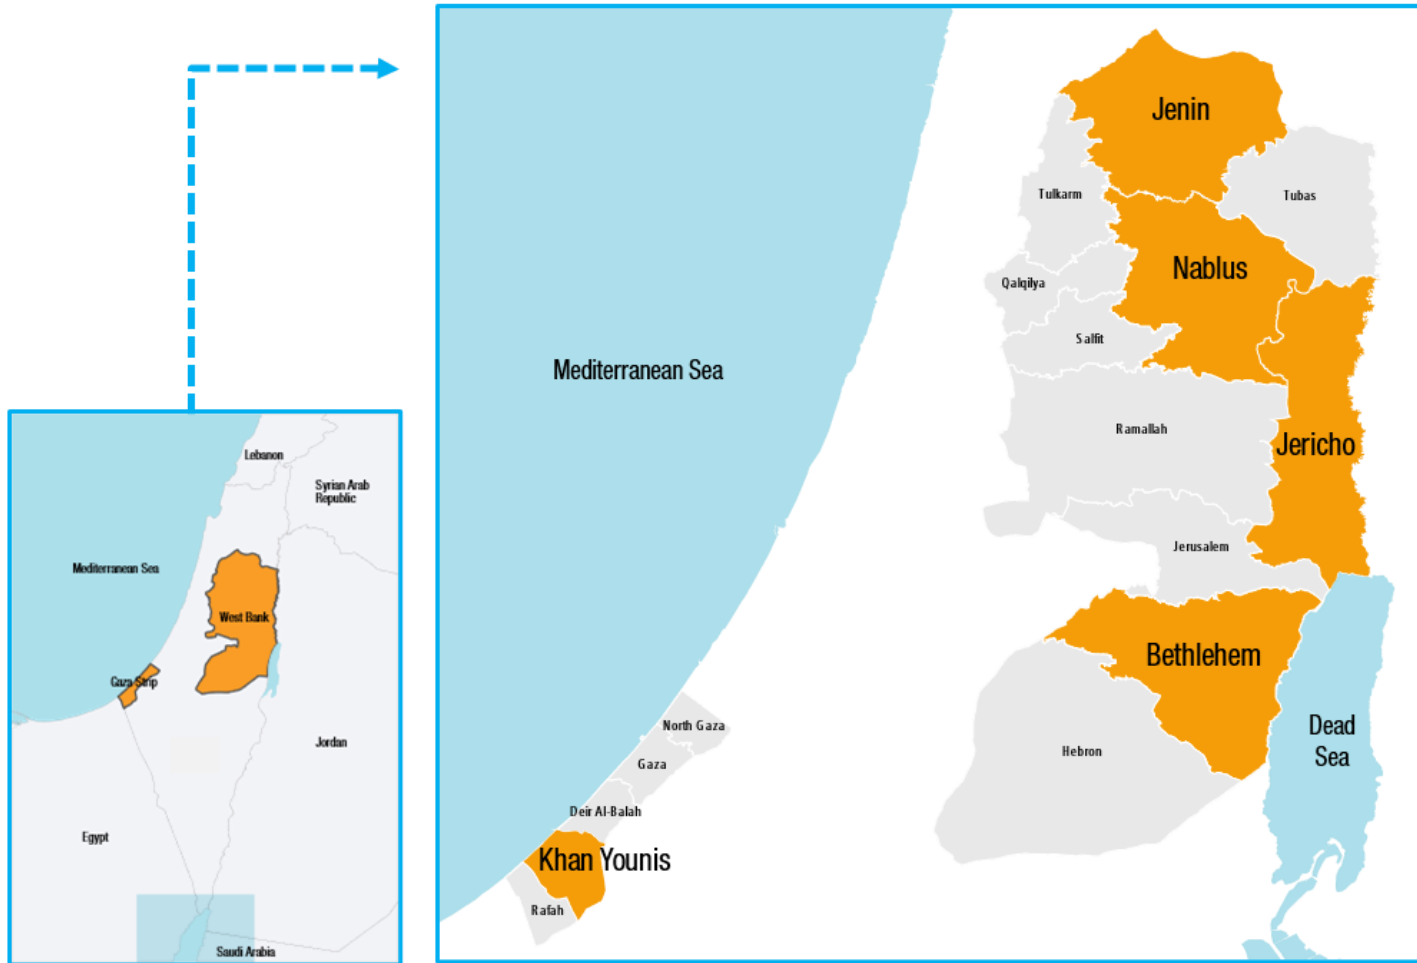 Jenin
Tulkarm
Tubas
Nablus
Qalqilya
Salfit
Mediterranean Sea
Ramallah
Jericho
Jerusalem
Bethlehem
Dead
Sea
Hebron
North Gaza
Gaza
Deir Al-Balah
Khan Younis
Rafah
Lebanon
Syrian Arab
Republic
Mediterranean Sea
West Bank
Gaza Strip
Jordan
Egypt
Saudi Arabia